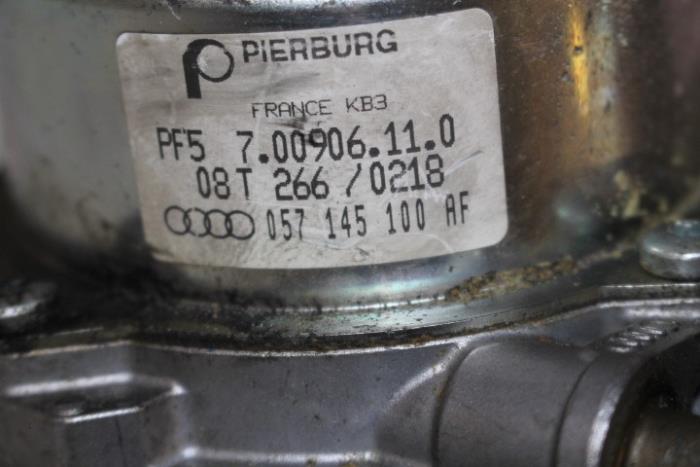 PIERBURG
FRANCE KB3
PF5 7.00906.11.0
08T 266 /0218
057 145 100 AF